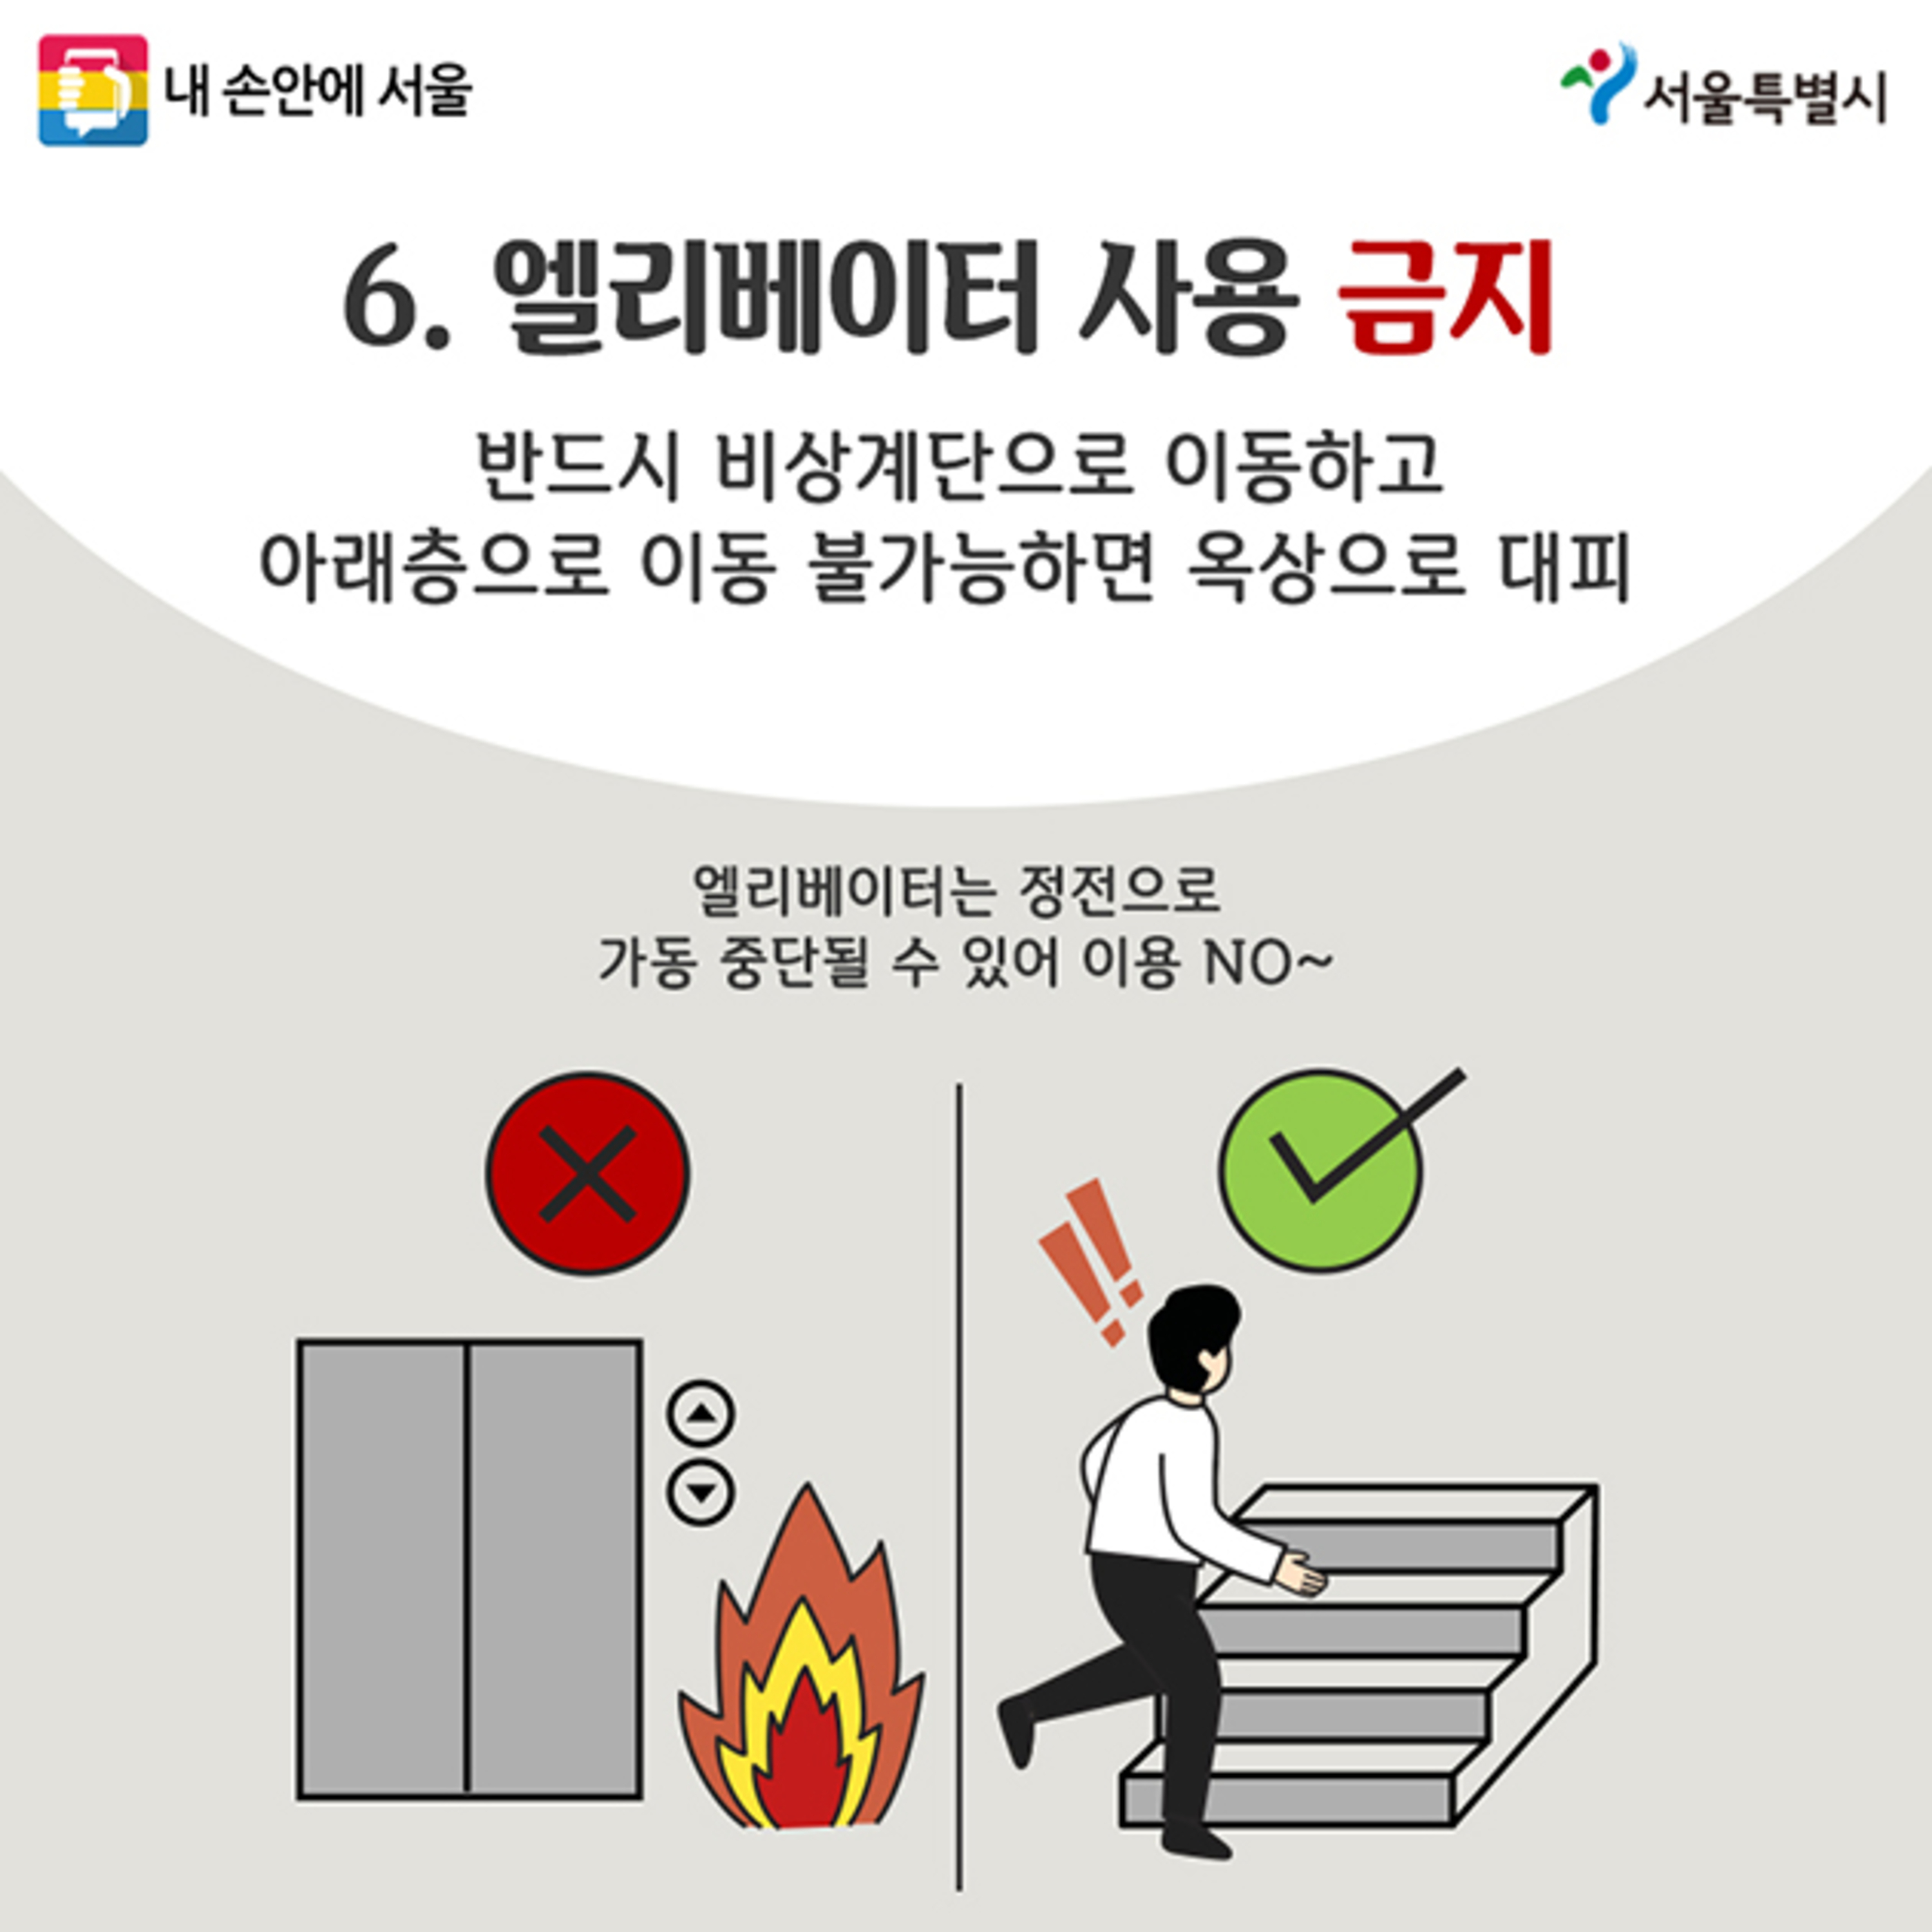 내 손안에 서울
서울특별시
6. 엘리베이터 사용 금지
반드시 비상계단으로 이동하고
아래층으로 이동 불가능하면 옥상으로 대피
엘리베이터는 정전으로
가동 중단될 수 있어 이용 NO~